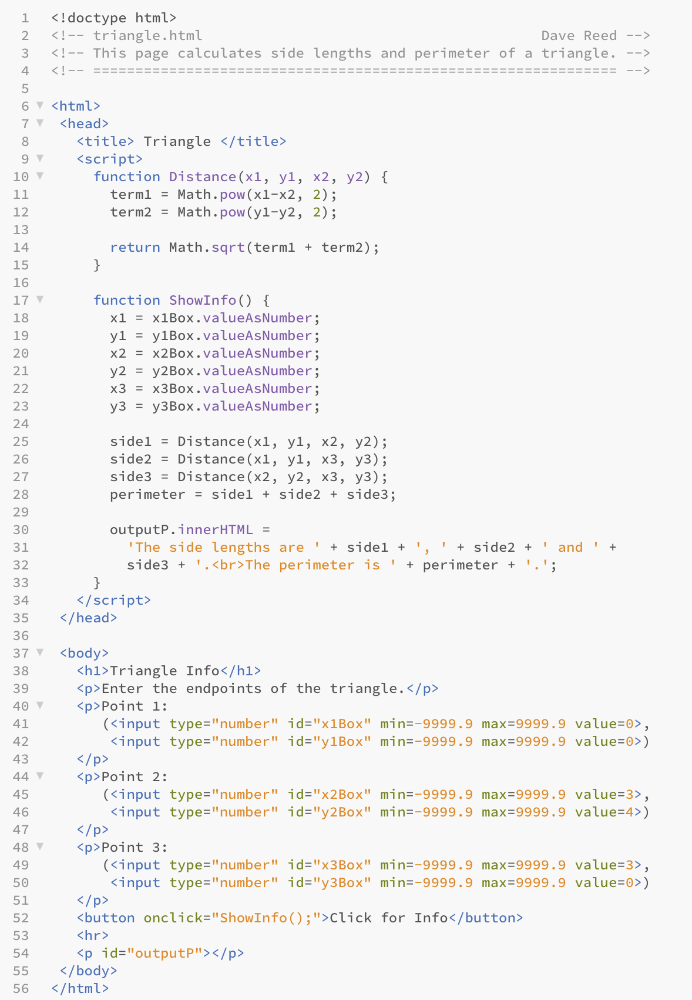 1 <!doctype html>
2 <!-- triangle.html                                        Dave Reed -->
3 <!-- This page calculates side lengths and perimeter of a triangle. -->
4 <!-- ============================================================== -->
5
6 <html>
7  <head>
8    <title> Triangle </title>
9    <script>
10      function Distance(x1, y1, x2, y2) {
11        term1 = Math.pow(x1-x2, 2);
12        term2 = Math.pow(y1-y2, 2);
13
14        return Math.sqrt(term1 + term2);
15      }
16
17      function ShowInfo() {
18        x1 = x1Box.valueAsNumber;
19        y1 = y1Box.valueAsNumber;
20        x2 = x2Box.valueAsNumber;
21        y2 = y2Box.valueAsNumber;
22        x3 = x3Box.valueAsNumber;
23        y3 = y3Box.valueAsNumber;
24
25        side1 = Distance(x1, y1, x2, y2);
26        side2 = Distance(x1, y1, x3, y3);
27        side3 = Distance(x2, y2, x3, y3);
28        perimeter = side1 + side2 + side3;
29
30        outputP.innerHTML =
31          'The side lengths are ' + side1 + ', ' + side2 + ' and ' +
32          side3 + '.<br>The perimeter is ' + perimeter + '.';
33      }
34    </script>
35  </head>
36
37  <body>
38    <h1>Triangle Info</h1>
39    <p>Enter the endpoints of the triangle.</p>
40    <p>Point 1:
41       (<input type="number" id="x1Box" min=-9999.9 max=9999.9 value=0>,
42        <input type="number" id="y1Box" min=-9999.9 max=9999.9 value=0>)
43    </p>
44    <p>Point 2:
45       (<input type="number" id="x2Box" min=-9999.9 max=9999.9 value=3>,
46        <input type="number" id="y2Box" min=-9999.9 max=9999.9 value=4>)
47    </p>
48    <p>Point 3:
49       (<input type="number" id="x3Box" min=-9999.9 max=9999.9 value=3>,
50        <input type="number" id="y3Box" min=-9999.9 max=9999.9 value=0>)
51    </p>
52    <button onclick="ShowInfo();">Click for Info</button>
53    <hr>
54    <p id="outputP"></p>
55  </body>
56 </html>